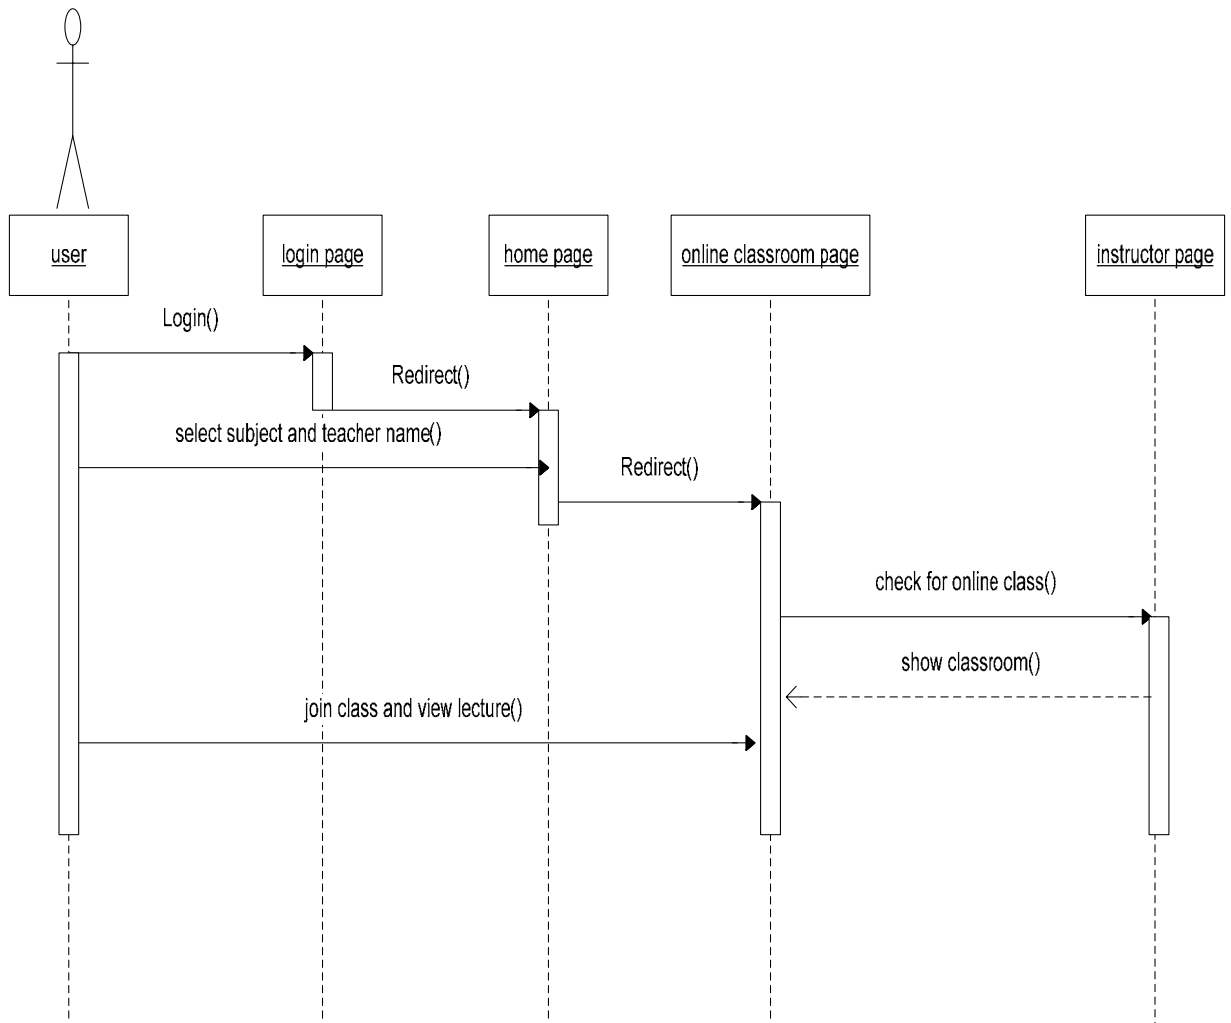 user
login page
home page
online classroom page
instructor page
Login()
Redirect()
select subject and teacher name()
Redirect()
check for online class()
show classroom()
join class and view lecture()